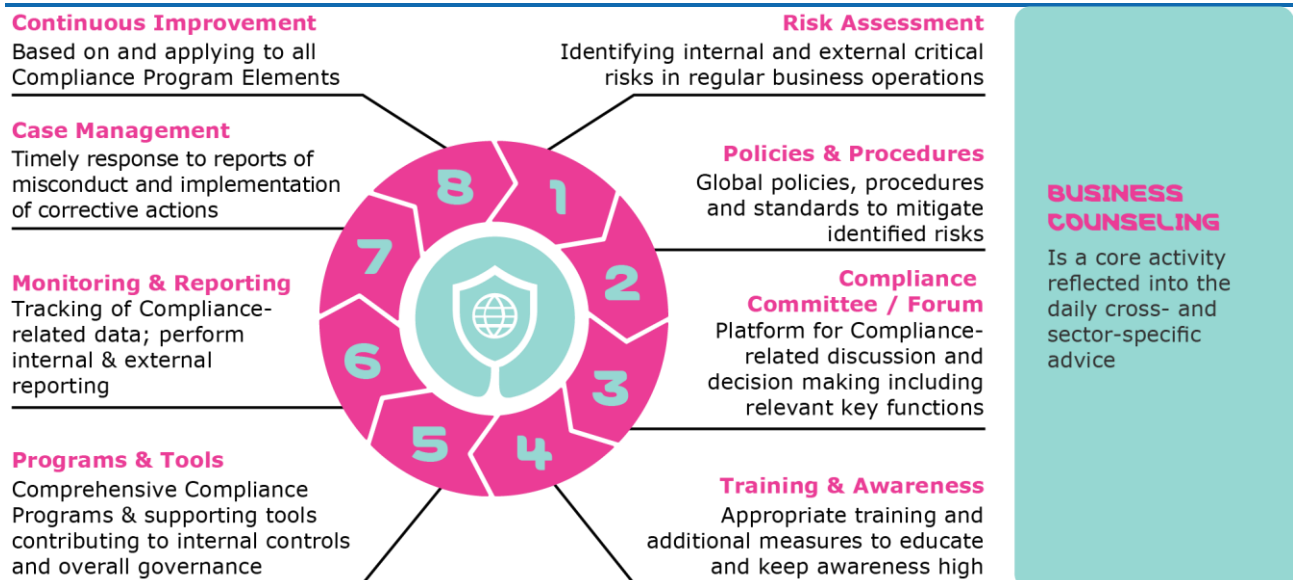 Continuous Improvement
Based on and applying to all
Compliance Program Elements
Case Management
Timely response to reports of
misconduct and implementation
of corrective actions
Monitoring & Reporting
Tracking of Compliance-
related data; perform
internal & external
reporting
Programs & Tools
Comprehensive Compliance
Programs & supporting tools
contributing to internal controls
and overall governance
8
7
6
5
1
2
3
4
Risk Assessment
Identifying internal and external critical
risks in regular business operations
Policies & Procedures
Global policies, procedures
and standards to mitigate
identified risks
Compliance
Committee / Forum
Platform for Compliance-
related discussion and
decision making including
relevant key functions
Training & Awareness
Appropriate training and
additional measures to educate
and keep awareness high
BUSINESS
COUNSELING
Is a core activity
reflected into the
daily cross- and
sector-specific
advice